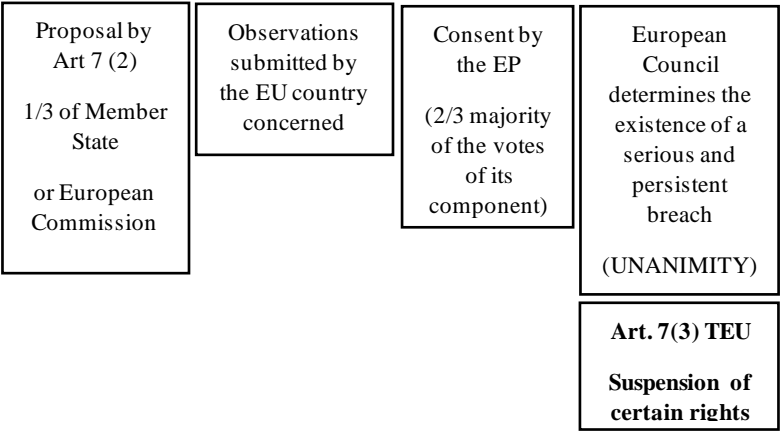 Proposal by
Art 7 (2)
1/3 of Member
State
or European
Commission
Observations
submitted by
the EU country
concerned
Consent by
the EP
(2/3 majority
of the votes
of its
component)
European
Council
determines the
existence of a
serious and
persistent
breach
(UNANIMITY)
Art. 7(3) TEU
Suspension of
certain rights